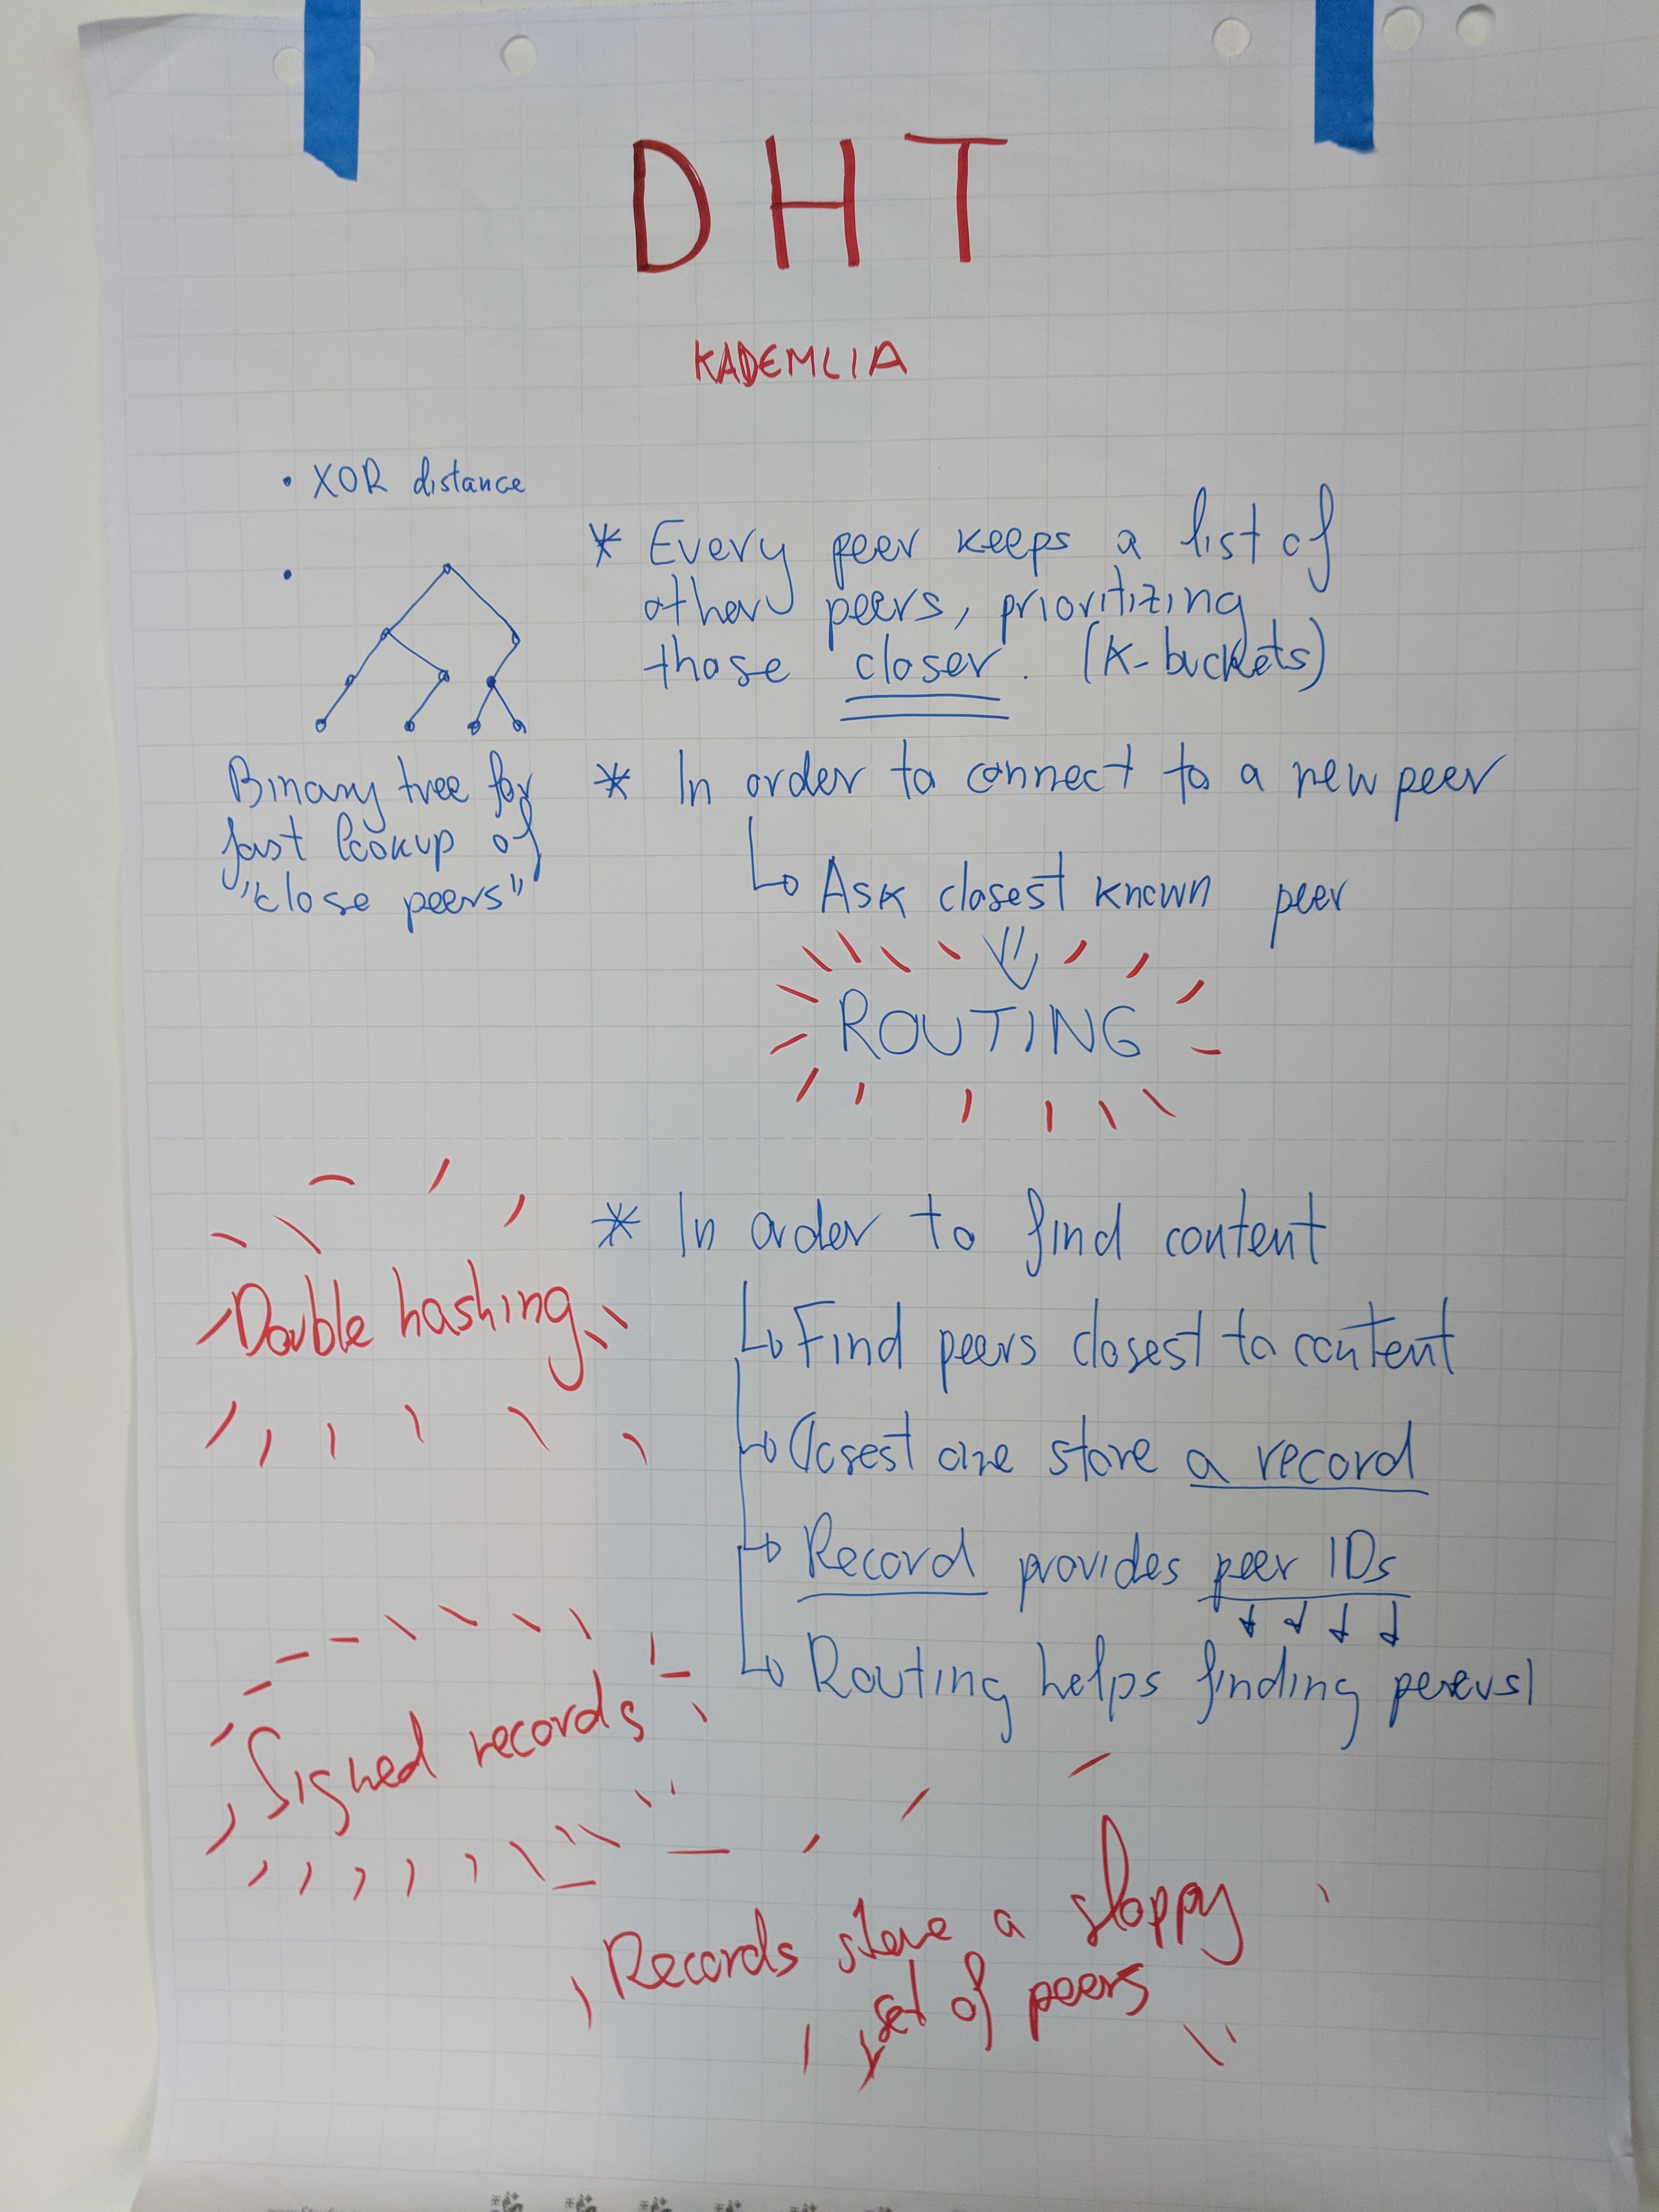 DHT
KADEMLIA
• XOR distance
•
Binary tree for
fast lookup of
"close peers"
* Every peer keeps a list of
other peers, prioritizing
those closer. (K-buckets)
* In order to connect to a new peer
↳ Ask closest known peer
ROUTING
* In order to find content
↳ Find peers closest to content
↳ Closest one store a record
↳ Record provides peer IDs
↳ Routing helps finding
Double hashing
Signed records
Records store a sloppy
set of peers